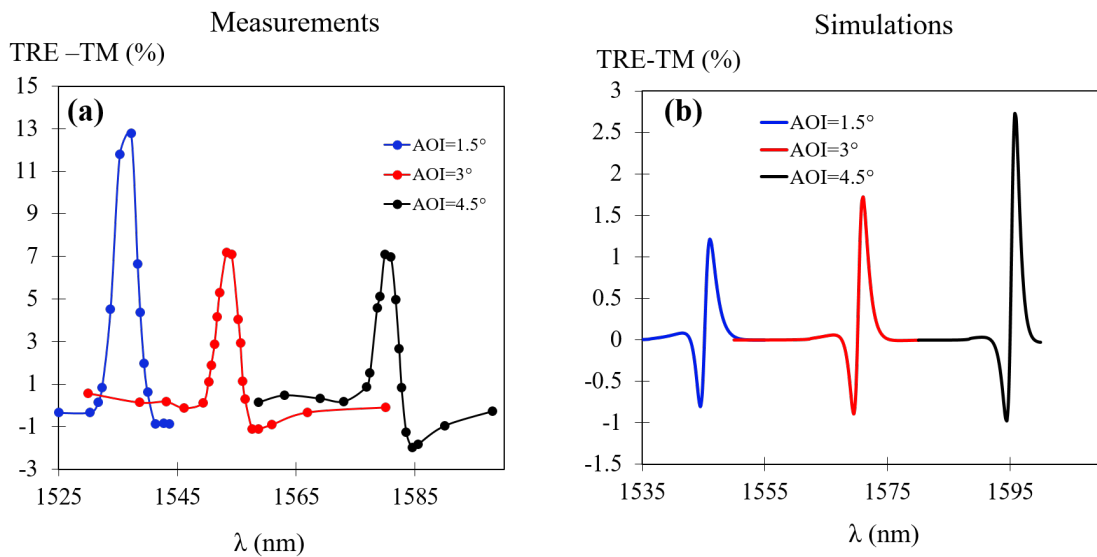 Measurements
TRE –TM (%)
(a)
15
13
11
9
7
5
3
1
-1
-3
1525 1545 1565 1585
λ (nm)
AOI=1.5°
AOI=3°
AOI=4.5°
Simulations
TRE-TM (%)
(b)
3
2.5
2
1.5
1
0.5
0
-0.5
-1
-1.5
1535 1555 1575 1595
λ (nm)
AOI=1.5°
AOI=3°
AOI=4.5°